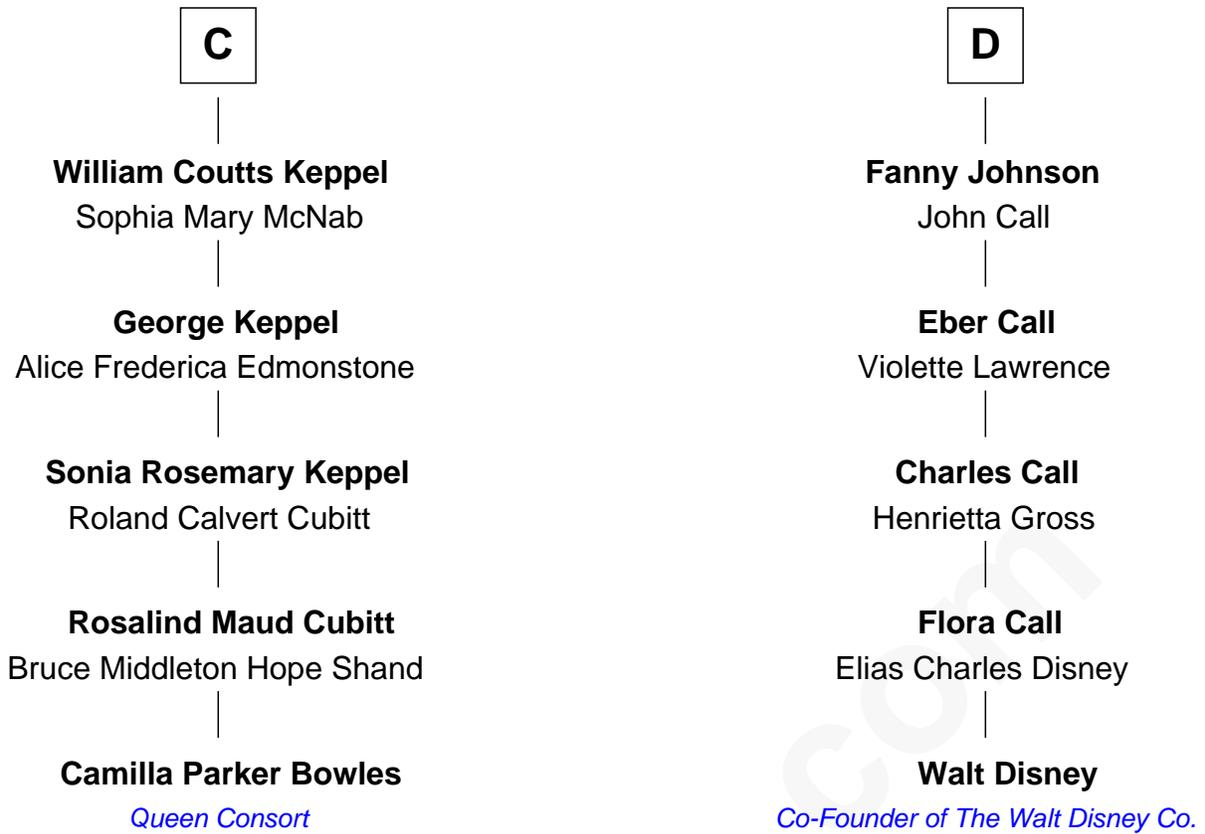 C
William Coutts Keppel
Sophia Mary McNab
George Keppel
Alice Frederica Edmonstone
Sonia Rosemary Keppel
Roland Calvert Cubitt
Rosalind Maud Cubitt
Bruce Middleton Hope Shand
Camilla Parker Bowles
Queen Consort
D
Fanny Johnson
John Call
Eber Call
Violette Lawrence
Charles Call
Henrietta Gross
Flora Call
Elias Charles Disney
Walt Disney
Co-Founder of The Walt Disney Co.
com